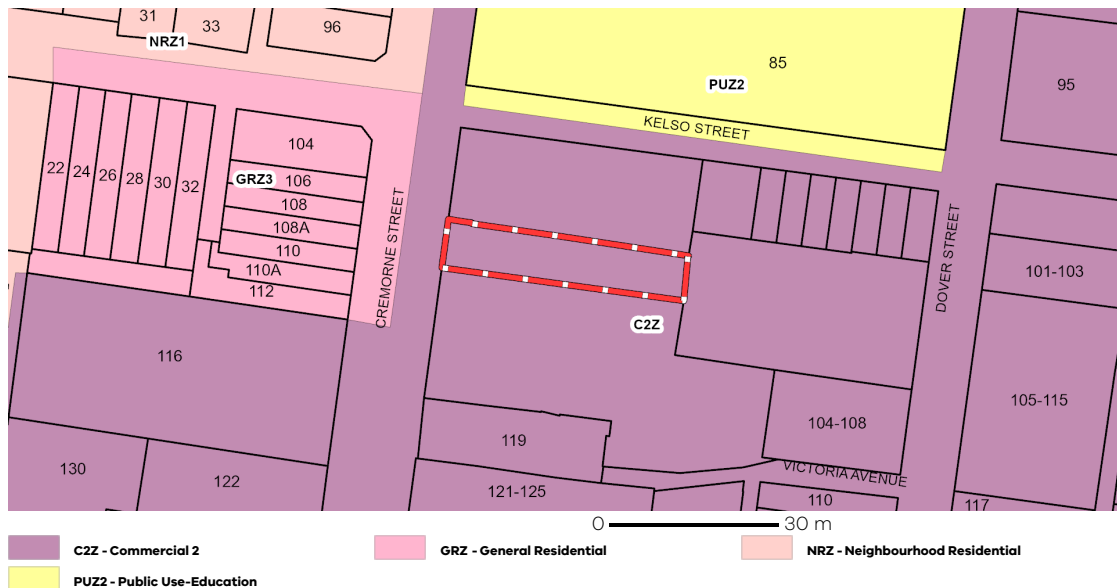 31
33
96
NRZ1
85
PUZ2
95
KELSO STREET
104
22
24
26
28
30
32
106
GRZ3
108
108A
110
110A
112
CREMORNE STREET
DOVER STREET
101-103
C2Z
116
105-115
104-108
119
130
122
121-125
VICTORIA AVENUE
110
117
0 30 m
C2Z - Commercial 2
GRZ - General Residential
NRZ - Neighbourhood Residential
PUZ2 - Public Use-Education